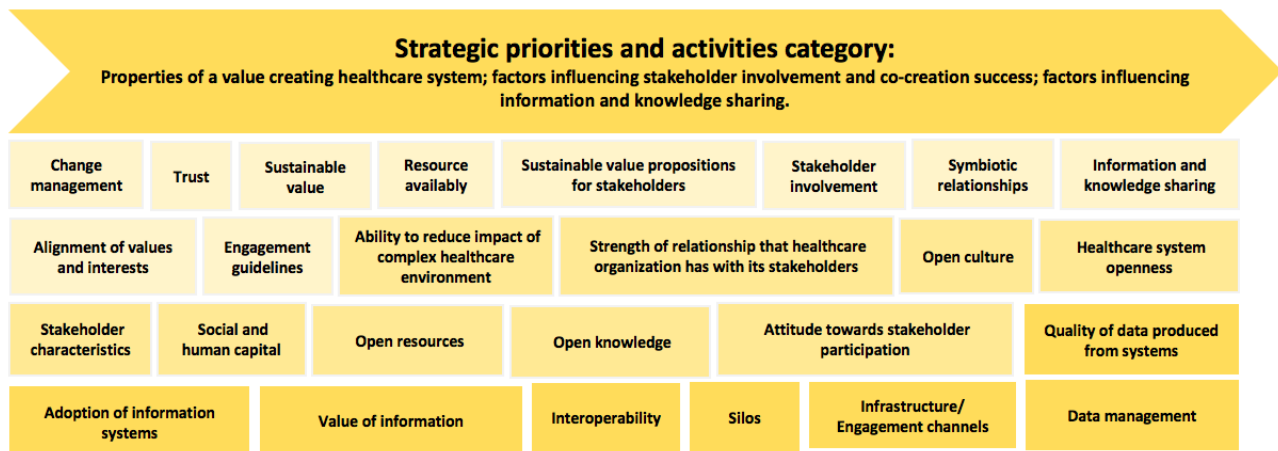 Strategic priorities and activities category:
Properties of a value creating healthcare system; factors influencing stakeholder involvement and co-creation success; factors influencing
information and knowledge sharing.
Change
management
Trust
Sustainable
value
Resource
availably
Sustainable value propositions
for stakeholders
Stakeholder
involvement
Symbiotic
relationships
Information and
knowledge sharing
Alignment of values
and interests
Engagement
guidelines
Ability to reduce impact of
complex healthcare
environment
Strength of relationship that healthcare
organization has with its stakeholders
Open culture
Healthcare system
openness
Stakeholder
characteristics
Social and
human capital
Open resources
Open knowledge
Attitude towards stakeholder
participation
Quality of data produced
from systems
Adoption of information
systems
Value of information
Interoperability
Silos
Infrastructure/
Engagement channels
Data management